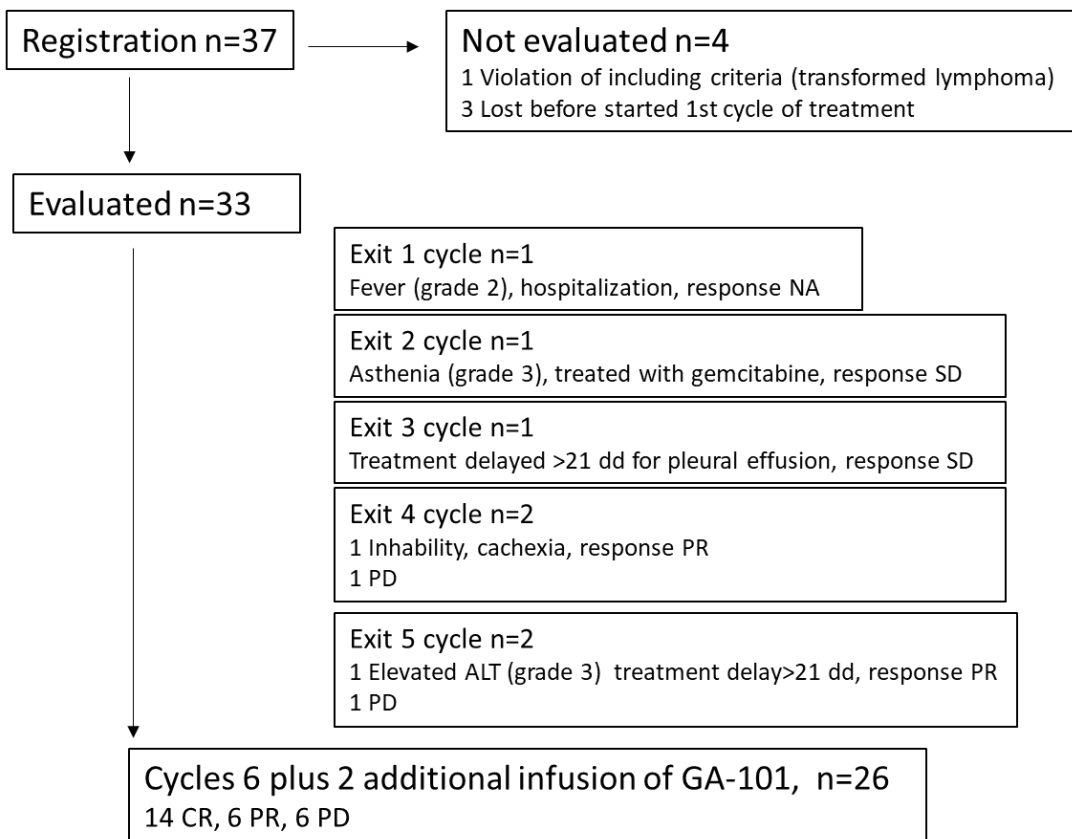 Registration n=37
Not evaluated n=4
1 Violation of including criteria (transformed lymphoma)
3 Lost before started 1st cycle of treatment
Evaluated n=33
Exit 1 cycle n=1
Fever (grade 2), hospitalization, response NA
Exit 2 cycle n=1
Asthenia (grade 3), treated with gemcitabine, response SD
Exit 3 cycle n=1
Treatment delayed >21 dd for pleural effusion, response SD
Exit 4 cycle n=2
1 Inhability, cachexia, response PR
1 PD
Exit 5 cycle n=2
1 Elevated ALT (grade 3)  treatment delay>21 dd, response PR
1 PD
Cycles 6 plus 2 additional infusion of GA-101,  n=26
14 CR, 6 PR, 6 PD